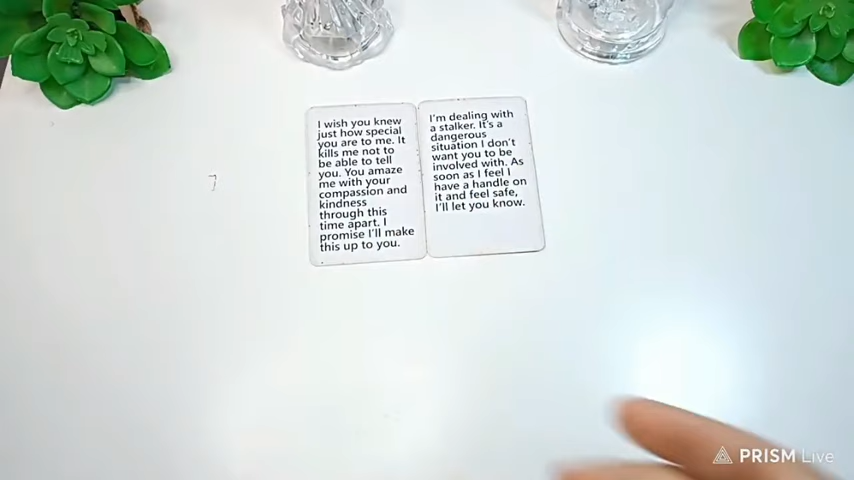 I wish you knew
just how special
you are to me. It
kills me not to
be able to tell
you. You amaze
me with your
compassion and
kindness
through this
time apart. I
promise I'll make
this up to you.
I'm dealing with
a stalker. It's a
dangerous
situation I don't
want you to be
involved with. As
soon as I feel I
have a handle on
it and feel safe,
I'll let you know.
PRISM Live